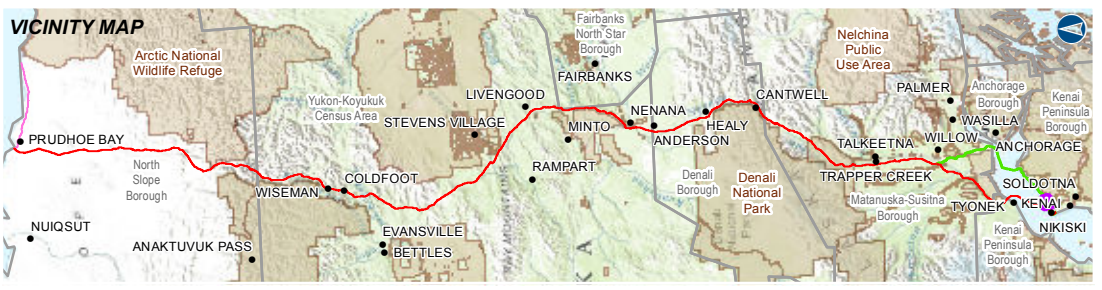 VICINITY MAP
Arctic National
Wildlife Refuge
Fairbanks
North Star
Borough
FAIRBANKS
Nelchina
Public
Use Area
PALMER
Anchorage
Borough
Kenai
Peninsula
Borough
Yukon-Koyukuk
Census Area
LIVENGOOD
NENANA
CANTWELL
WASILLA
STEVENS VILLAGE
MINTO
ANDERSON
HEALY
TALKEETNA
WILLOW
ANCHORAGE
PRUDHOE BAY
North
Slope
Borough
WISEMAN
COLDFOOT
RAMPART
Denali
Borough
Denali
National
Park
TRAPPER CREEK
Matanuska-Susitna
Borough
SOLDOTNA
TYONEK
KENAI
NIKISKI
NUIQSUT
ANAKTUVUK PASS
EVANSVILLE
BETTLES
Kenai
Peninsula
Borough